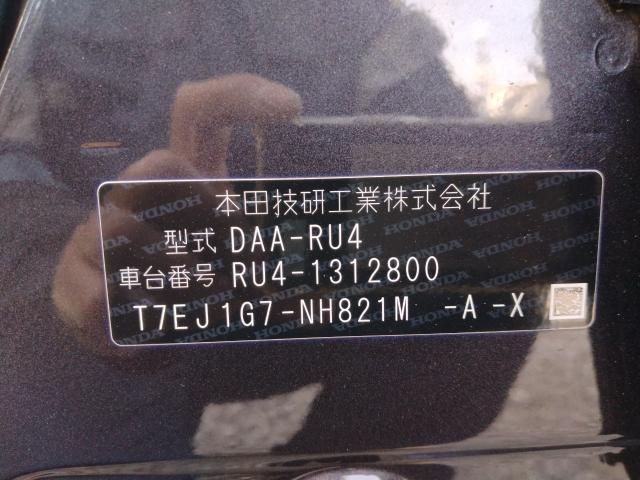 本田技研工業株式会社
型式 DAA-RU4
車台番号 RU4-1312800
T7EJ1G7-NH821M -A -X